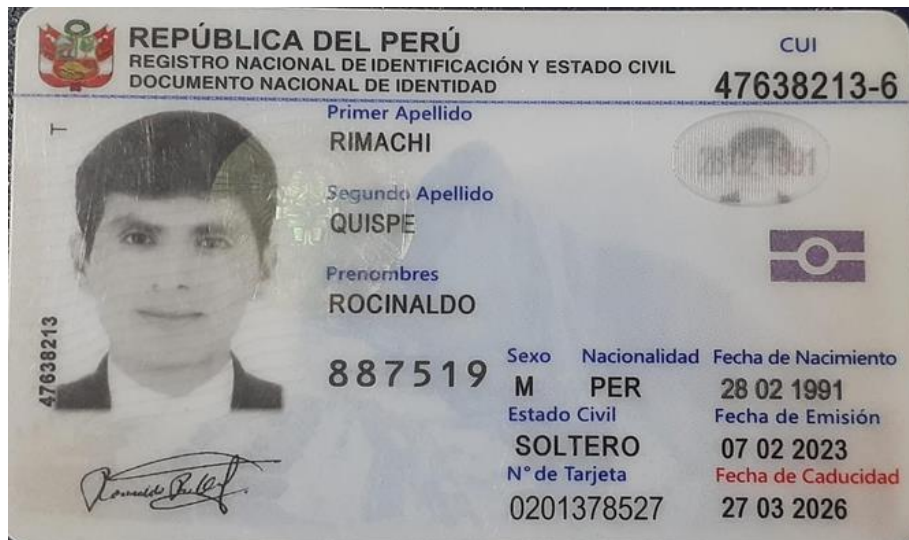 REPÚBLICA DEL PERÚ
REGISTRO NACIONAL DE IDENTIFICACIÓN Y ESTADO CIVIL
DOCUMENTO NACIONAL DE IDENTIDAD
CUI
47638213-6
T
Primer Apellido
RIMACHI
28 02 1991
Segundo Apellido
QUISPE
Prenombres
ROCINALDO
47638213
887519
Sexo Nacionalidad Fecha de Nacimiento
M PER 28 02 1991
Estado Civil Fecha de Emisión
SOLTERO 07 02 2023
N° de Tarjeta Fecha de Caducidad
0201378527 27 03 2026